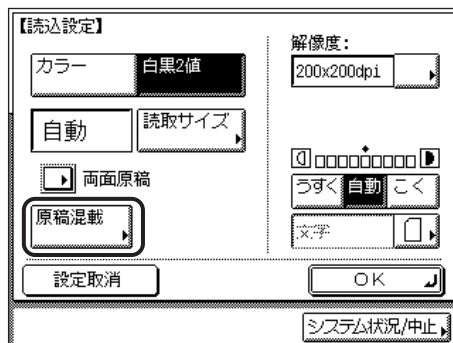 【読込設定】
カラー
白黒2値
自動
読取サイズ
両面原稿
原稿混載
設定取消
解像度:
200x200dpi
うすく
自動
こく
文字
OK
システム状況/中止